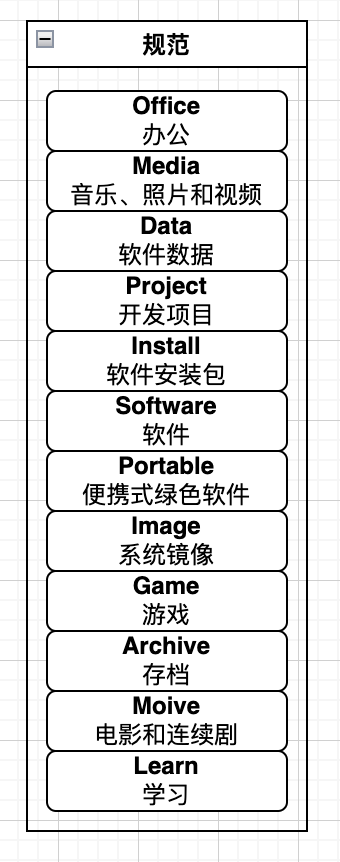 规范
Office
办公
Media
音乐、照片和视频
Data
软件数据
Project
开发项目
Install
软件安装包
Software
软件
Portable
便携式绿色软件
Image
系统镜像
Game
游戏
Archive
存档
Moive
电影和连续剧
Learn
学习